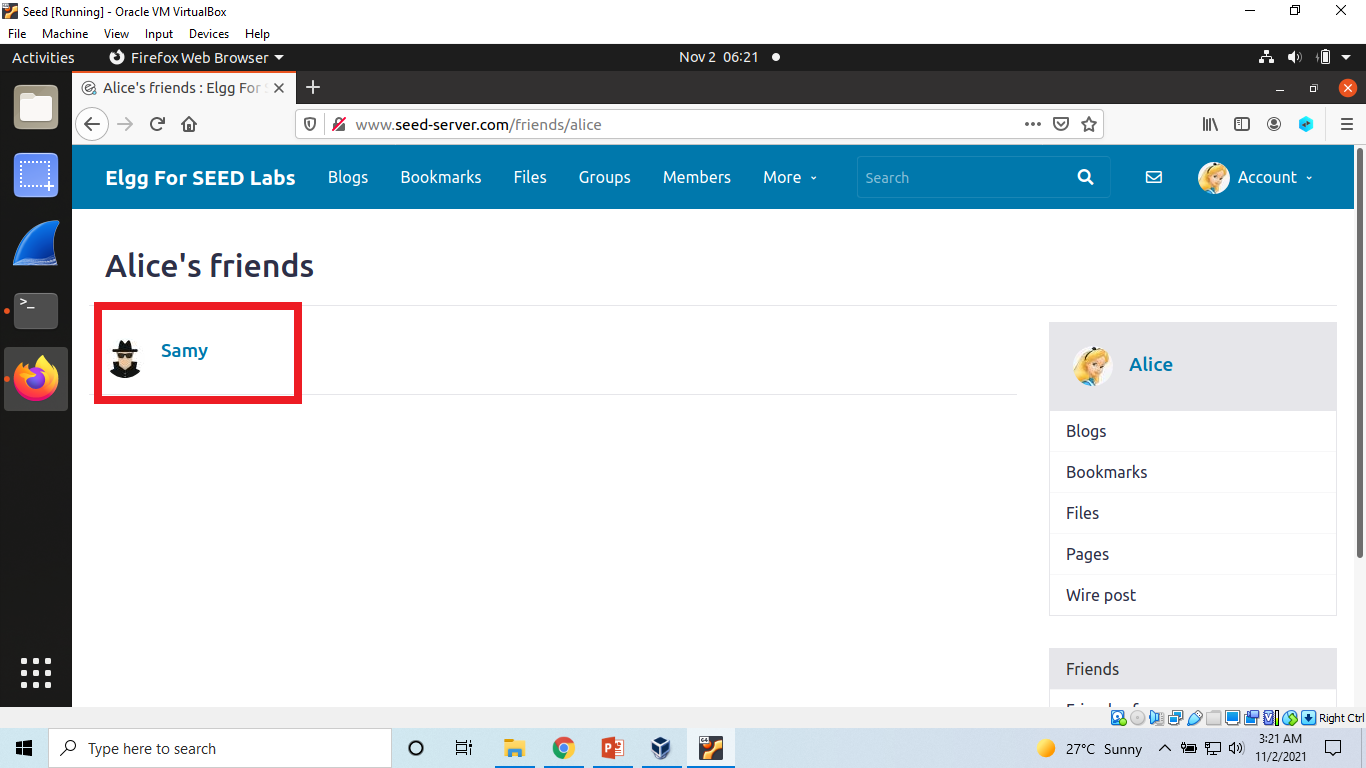 Seed [Running] - Oracle VM VirtualBox
File Machine View Input Devices Help
Activities Firefox Web Browser Nov 2 06:21
Alice's friends : Elgg For S
www.seed-server.com/friends/alice
Elgg For SEED Labs Blogs Bookmarks Files Groups Members More Search Account
Alice's friends
Samy
Alice
Blogs
Bookmarks
Files
Pages
Wire post
Friends
Right Ctrl
Type here to search
27°C Sunny
3:21 AM
11/2/2021